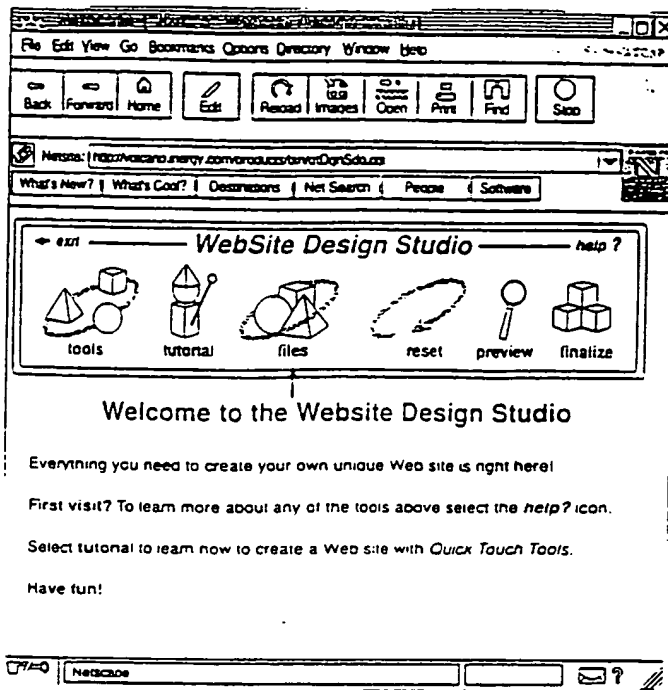 File Edit View Go Bookmarks Options Directory Window Help
Back Forward Home Edit Reload Images Open Print Find Stop
Netsite:
What's New? What's Cool? Destinations Net Search People Software
exit WebSite Design Studio help ?
tools tutorial files reset preview finalize
Welcome to the Website Design Studio
Everything you need to create your own unique Web site is right here!
First visit? To learn more about any of the tools above select the help? icon.
Select tutorial to learn how to create a Web site with Quick Touch Tools.
Have fun!
Netscape